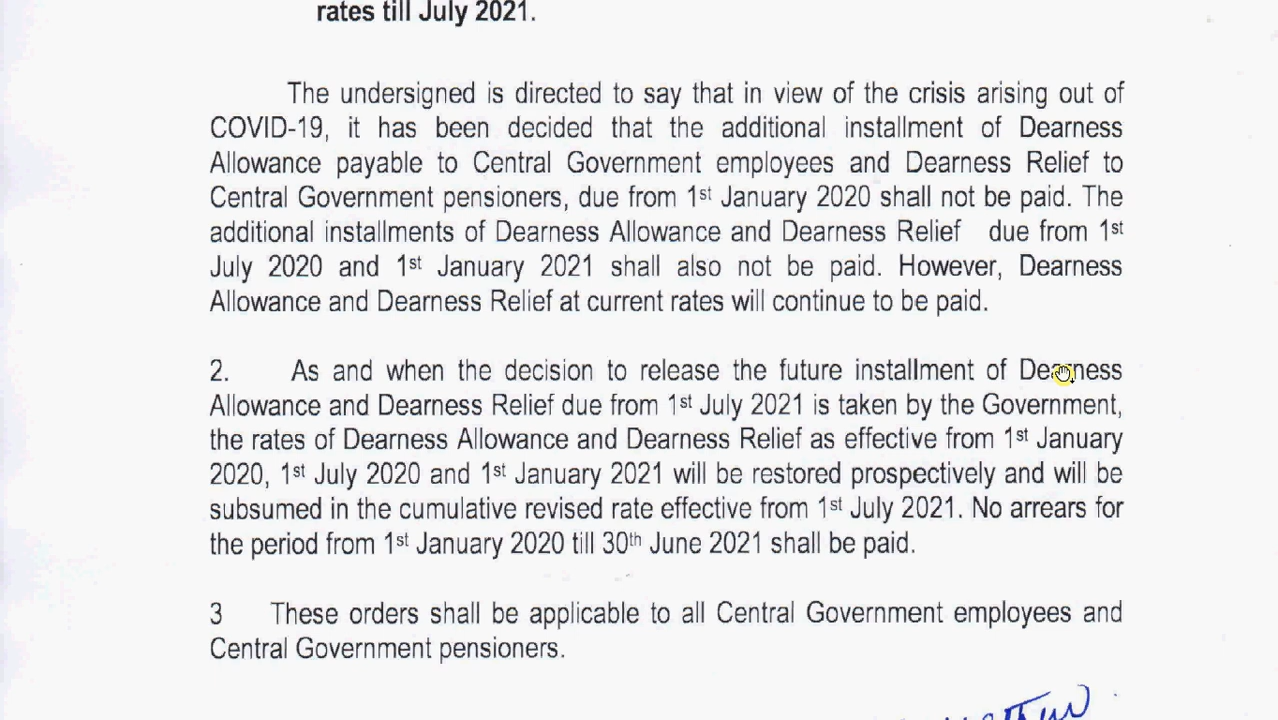 rates till July 2021.
The undersigned is directed to say that in view of the crisis arising out of
COVID-19, it has been decided that the additional installment of Dearness
Allowance payable to Central Government employees and Dearness Relief to
Central Government pensioners, due from 1st January 2020 shall not be paid. The
additional installments of Dearness Allowance and Dearness Relief due from 1st
July 2020 and 1st January 2021 shall also not be paid. However, Dearness
Allowance and Dearness Relief at current rates will continue to be paid.
2. As and when the decision to release the future installment of Dearness
Allowance and Dearness Relief due from 1st July 2021 is taken by the Government,
the rates of Dearness Allowance and Dearness Relief as effective from 1st January
2020, 1st July 2020 and 1st January 2021 will be restored prospectively and will be
subsumed in the cumulative revised rate effective from 1st July 2021. No arrears for
the period from 1st January 2020 till 30th June 2021 shall be paid.
3 These orders shall be applicable to all Central Government employees and
Central Government pensioners.